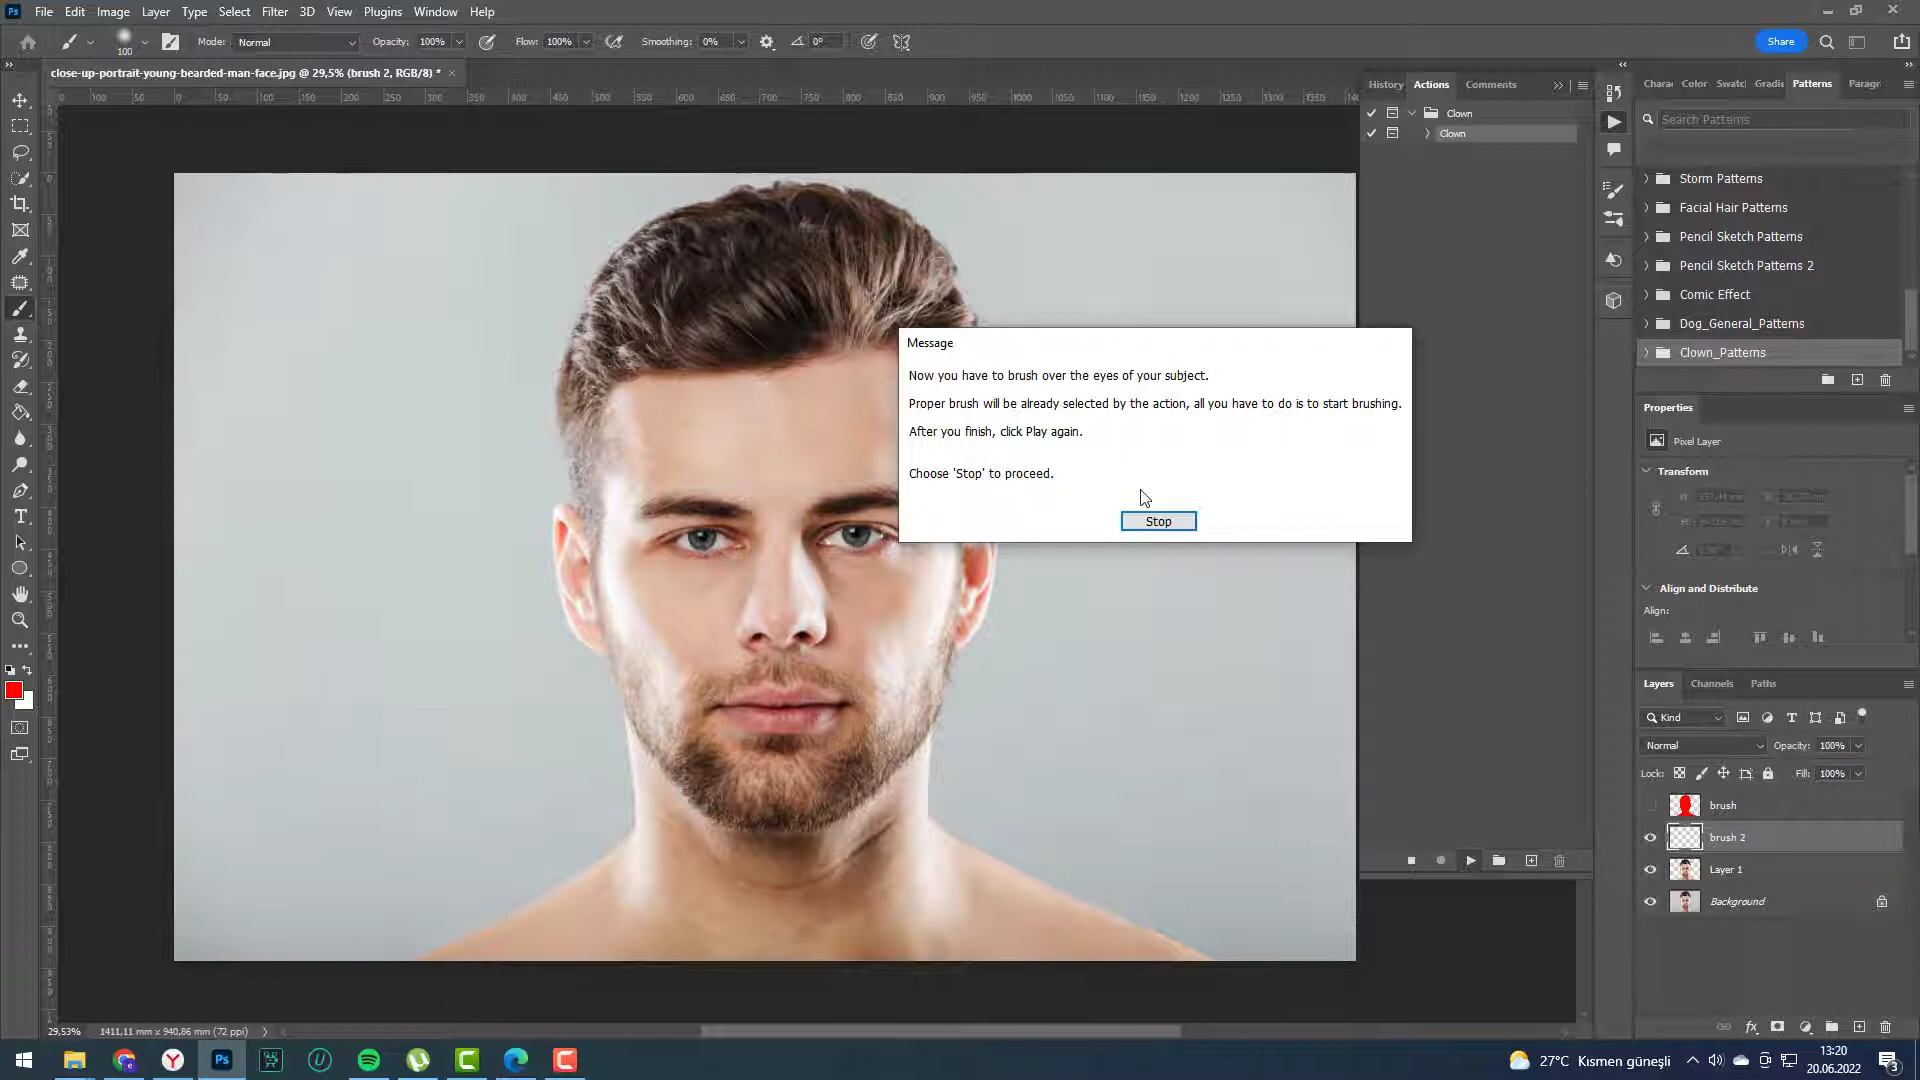 Ps File Edit Image Layer Type Select Filter 3D View Plugins Window Help
100 Mode: Normal Opacity: 100% Flow: 100% Smoothing: 0% 0° Share
close-up-portrait-young-bearded-man-face.jpg @ 29,5% (brush 2, RGB/8) *
History Actions Comments
Clown
Clown
Color Patterns
Search Patterns
Storm Patterns
Facial Hair Patterns
Pencil Sketch Patterns
Pencil Sketch Patterns 2
Comic Effect
Dog_General_Patterns
Clown_Patterns
Message
Now you have to brush over the eyes of your subject.
Proper brush will be already selected by the action, all you have to do is to start brushing.
After you finish, click Play again.
Choose 'Stop' to proceed.
Stop
Properties
Pixel Layer
Transform
Align and Distribute
Align:
Layers Channels Paths
Kind
Normal Opacity: 100%
Lock: Fill: 100%
brush
brush 2
Layer 1
Background
29,53% 1411,11 mm x 940,86 mm (72 ppi)
27°C Kısmen güneşli
13:20
20.06.2022
3